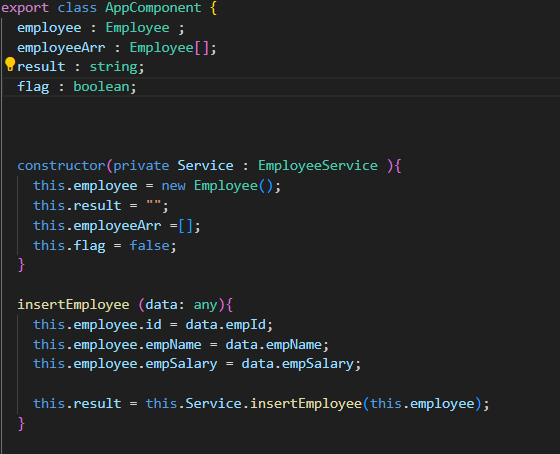 export class AppComponent {
employee : Employee ;
employeeArr : Employee[];
result : string;
flag : boolean;
constructor(private Service : EmployeeService ){
this.employee = new Employee();
this.result = "";
this.employeeArr =[];
this.flag = false;
}
insertEmployee (data: any){
this.employee.id = data.empId;
this.employee.empName = data.empName;
this.employee.empSalary = data.empSalary;
this.result = this.Service.insertEmployee(this.employee);
}